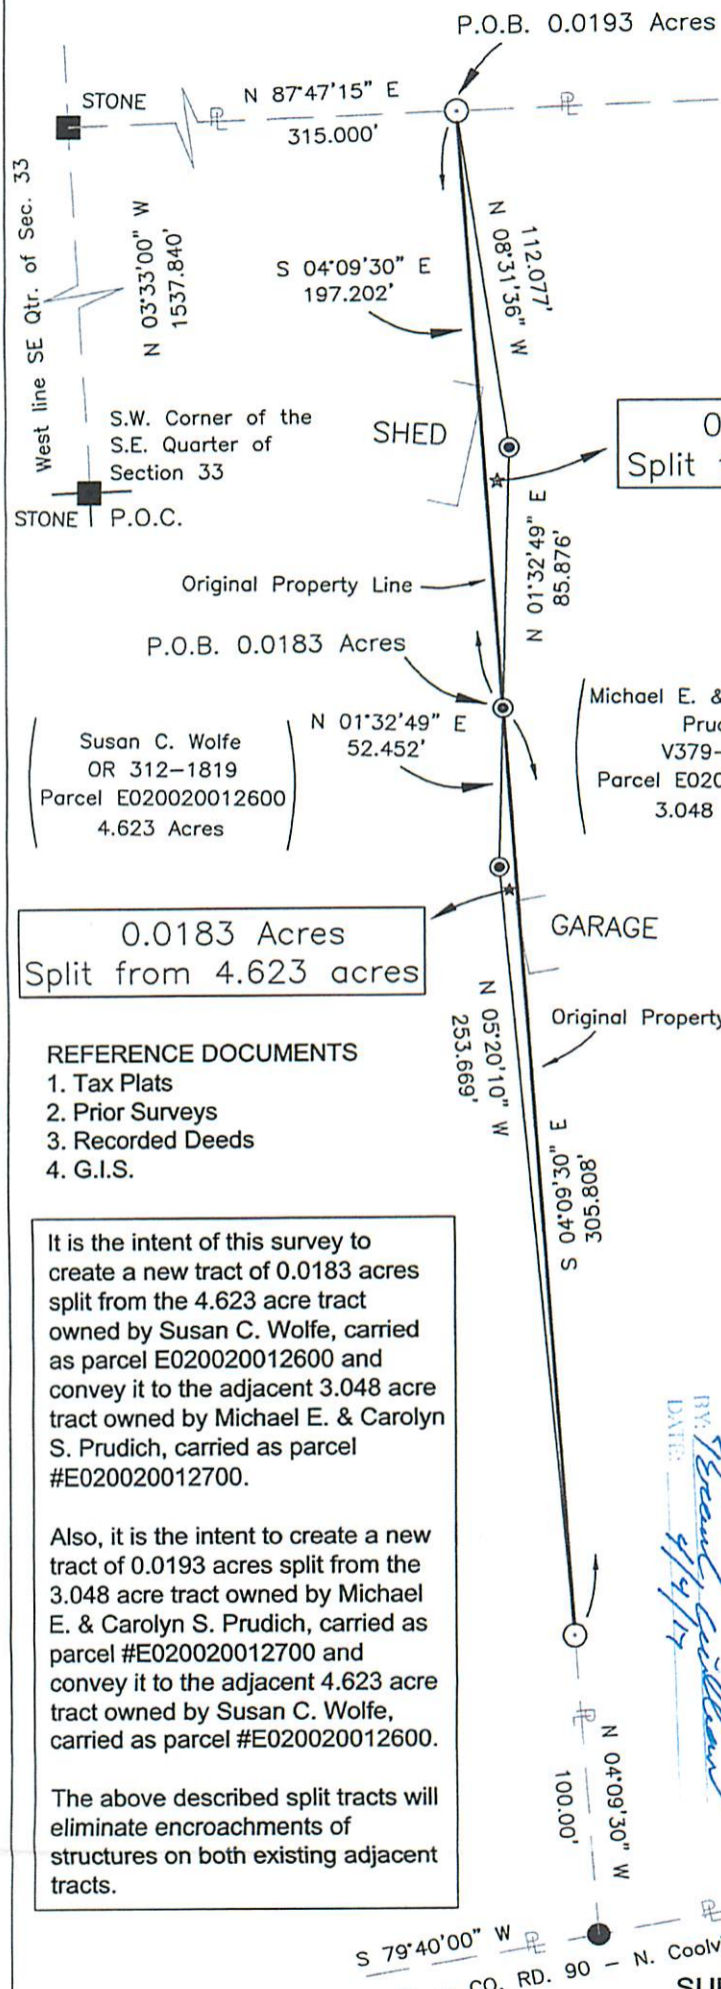 P.O.B. 0.0193 Acres
STONE
N 87°47'15" E
315.000'
West line SE Qtr. of Sec. 33
N 03°33'00" W
1537.840'
S 04°09'30" E
197.202'
112.077'
N 08°31'36" W
S.W. Corner of the
S.E. Quarter of
Section 33
STONE P.O.C.
SHED
0
Split
Original Property Line
N 01°32'49" E
85.876'
P.O.B. 0.0183 Acres
Susan C. Wolfe
OR 312-1819
Parcel E020020012600
4.623 Acres
N 01°32'49" E
52.452'
Michael E. &
Pru
V379-
Parcel E020
3.048
0.0183 Acres
Split from 4.623 acres
GARAGE
Original Property
N 05°20'10" W
253.669'
S 04°09'30" E
305.808'
REFERENCE DOCUMENTS
1. Tax Plats
2. Prior Surveys
3. Recorded Deeds
4. G.I.S.
It is the intent of this survey to
create a new tract of 0.0183 acres
split from the 4.623 acre tract
owned by Susan C. Wolfe, carried
as parcel E020020012600 and
convey it to the adjacent 3.048 acre
tract owned by Michael E. & Carolyn
S. Prudich, carried as parcel
#E020020012700.
Also, it is the intent to create a new
tract of 0.0193 acres split from the
3.048 acre tract owned by Michael
E. & Carolyn S. Prudich, carried as
parcel #E020020012700 and
convey it to the adjacent 4.623 acre
tract owned by Susan C. Wolfe,
carried as parcel #E020020012600.
The above described split tracts will
eliminate encroachments of
structures on both existing adjacent
tracts.
BY:
DATE: 4/4/17
N 04°09'30" W
100.00'
S 79°40'00" W
CO. RD. 90 - N. Coolv
SU